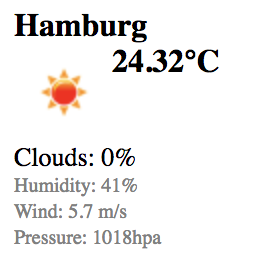 Hamburg
24.32°C
Clouds: 0%
Humidity: 41%
Wind: 5.7 m/s
Pressure: 1018hpa